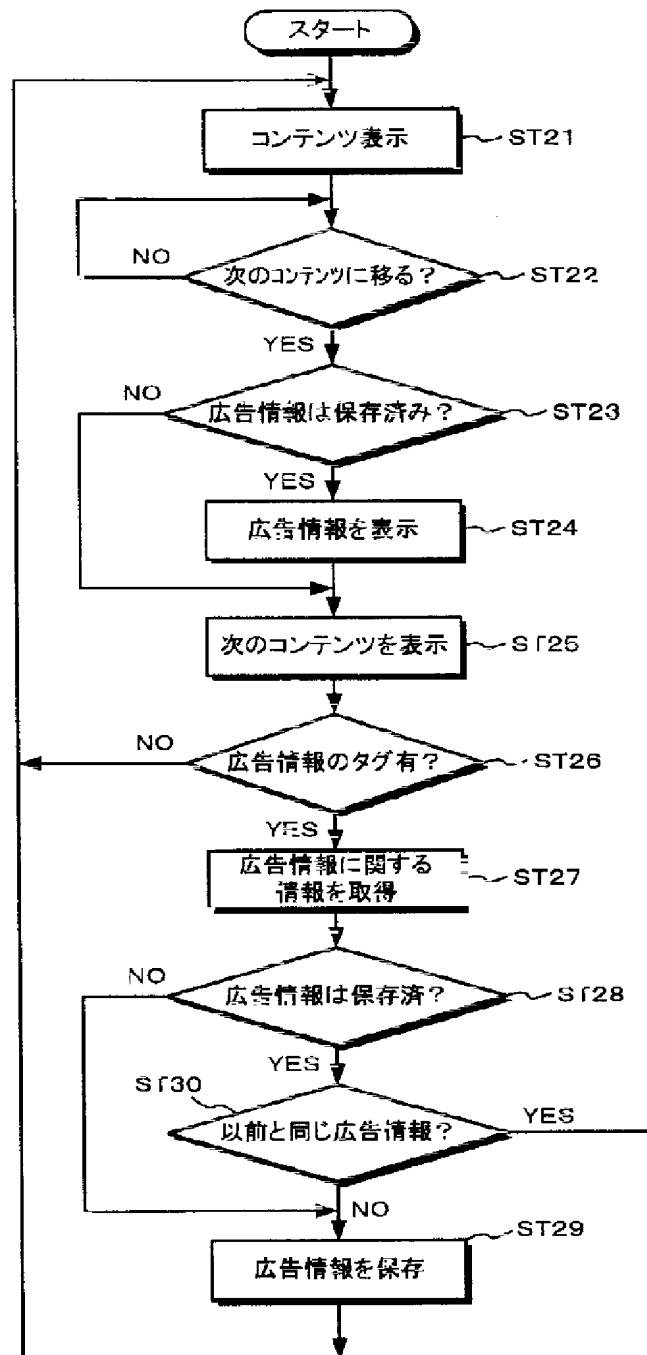 スタート
コンテンツ表示
ST21
NO
次のコンテンツに移る?
ST22
YES
NO
広告情報は保存済み?
ST23
YES
広告情報を表示
ST24
次のコンテンツを表示
ST25
NO
広告情報のタグ有?
ST26
YES
広告情報に関する
情報を取得
ST27
NO
広告情報は保存済?
ST28
YES
ST30
以前と同じ広告情報?
YES
NO
ST29
広告情報を保存